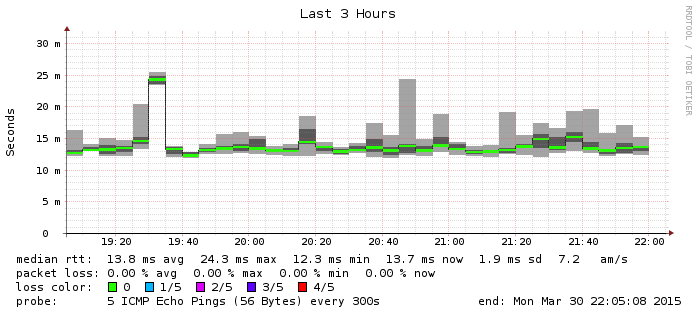 Last 3 Hours
RRDTOOL / TOBI OETIKER
Seconds
30 m
25 m
20 m
15 m
10 m
5 m
0
19:20 19:40 20:00 20:20 20:40 21:00 21:20 21:40 22:00
median rtt: 13.8 ms avg 24.3 ms max 12.3 ms min 13.7 ms now 1.9 ms sd 7.2 am/s
packet loss: 0.00 % avg 0.00 % max 0.00 % min 0.00 % now
loss color: 0 1/5 2/5 3/5 4/5
probe: 5 ICMP Echo Pings (56 Bytes) every 300s end: Mon Mar 30 22:05:08 2015